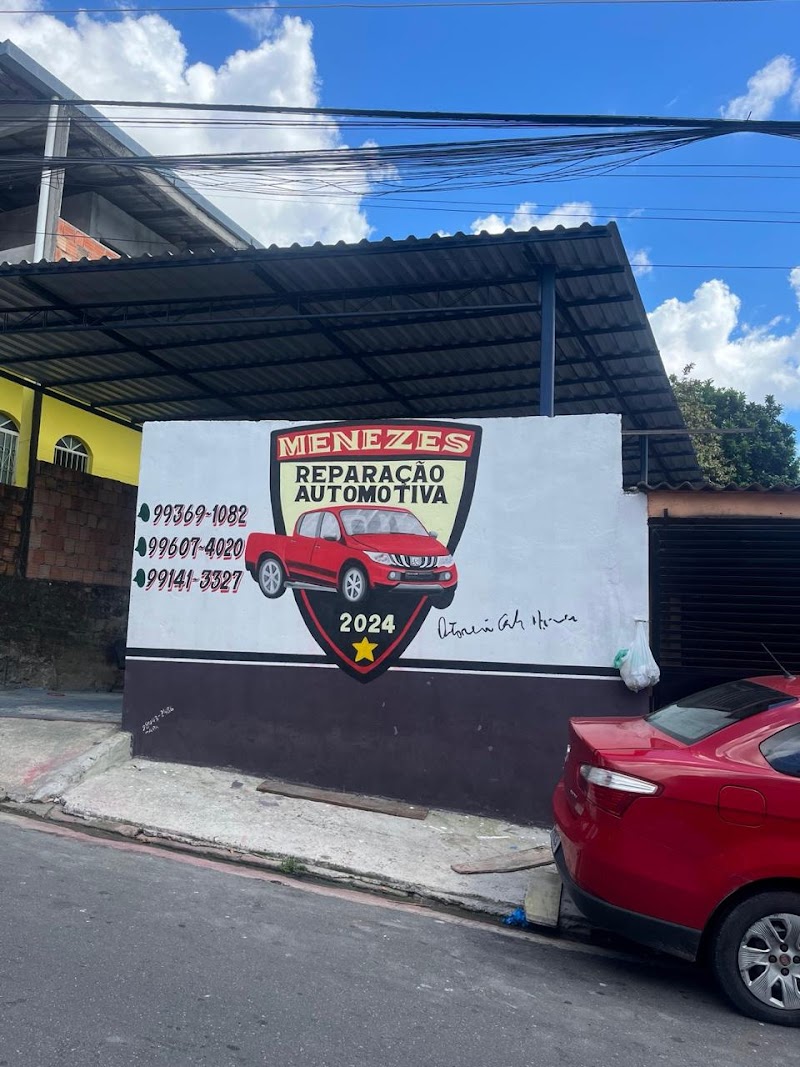 MENEZES
REPARAÇÃO
AUTOMOTIVA
99369-1082
99607-4020
99141-3327
2024